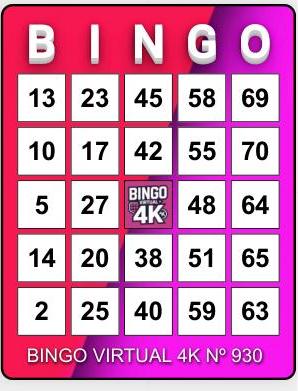 B I N G O
13 23 45 58 69
10 17 42 55 70
5 27 BINGO VIRTUAL 4K 48 64
14 20 38 51 65
2 25 40 59 63
BINGO VIRTUAL 4K Nº 930